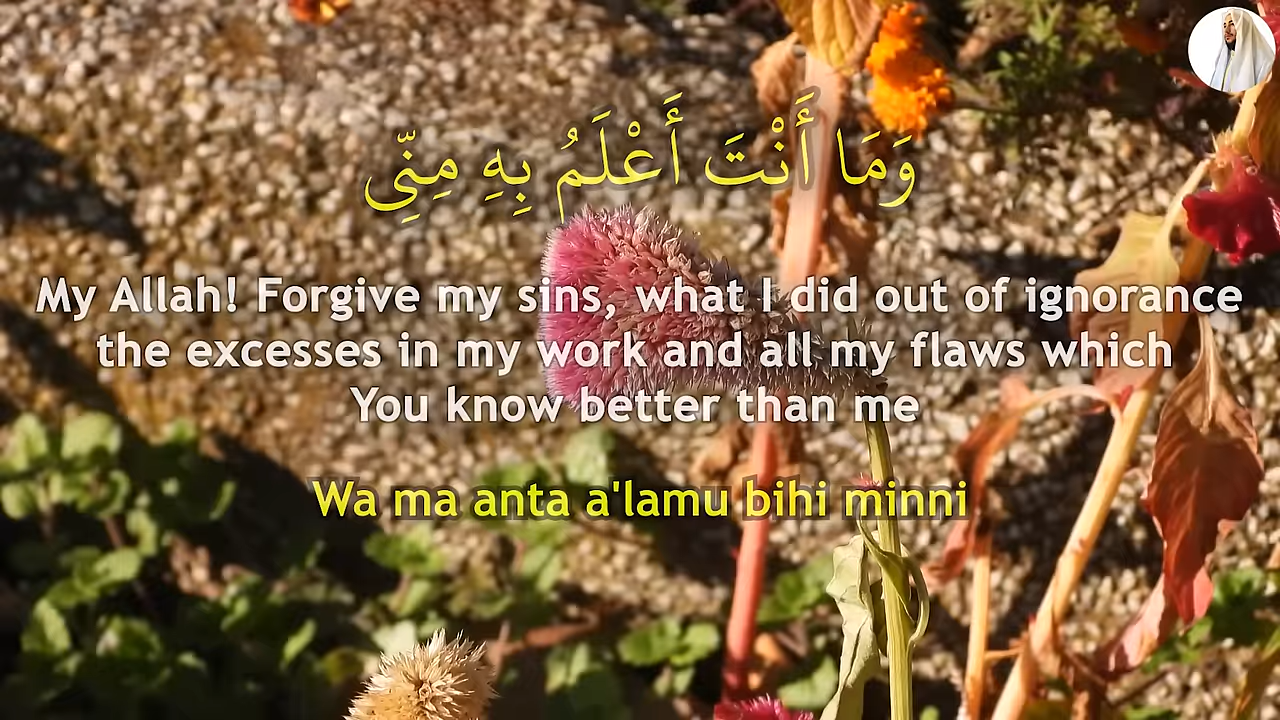 وَمَا أَنْتَ أَعْلَمُ بِهِ مِنِّى
My Allah! Forgive my sins, what I did out of ignorance
the excesses in my work and all my flaws which
You know better than me
Wa ma anta a'lamu bihi minni